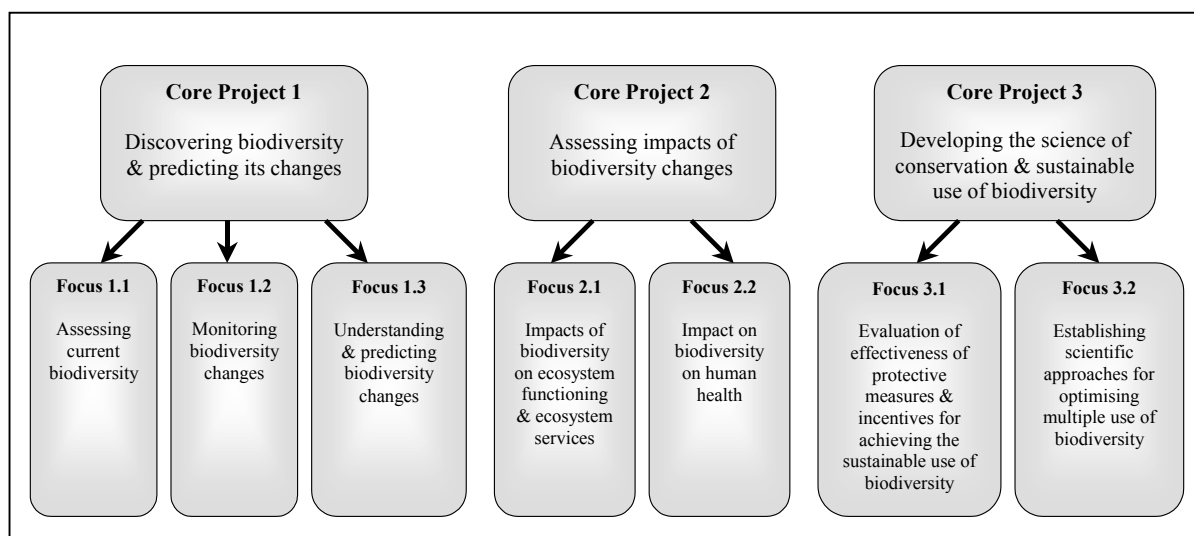 Core Project 1
Discovering biodiversity
& predicting its changes
Core Project 2
Assessing impacts of
biodiversity changes
Core Project 3
Developing the science of
conservation & sustainable
use of biodiversity
Focus 1.1
Assessing
current
biodiversity
Focus 1.2
Monitoring
biodiversity
changes
Focus 1.3
Understanding
& predicting
biodiversity
changes
Focus 2.1
Impacts of
biodiversity
on ecosystem
functioning
& ecosystem
services
Focus 2.2
Impact on
biodiversity
on human
health
Focus 3.1
Evaluation of
effectiveness of
protective
measures &
incentives for
achieving the
sustainable use of
biodiversity
Focus 3.2
Establishing
scientific
approaches for
optimising
multiple use of
biodiversity